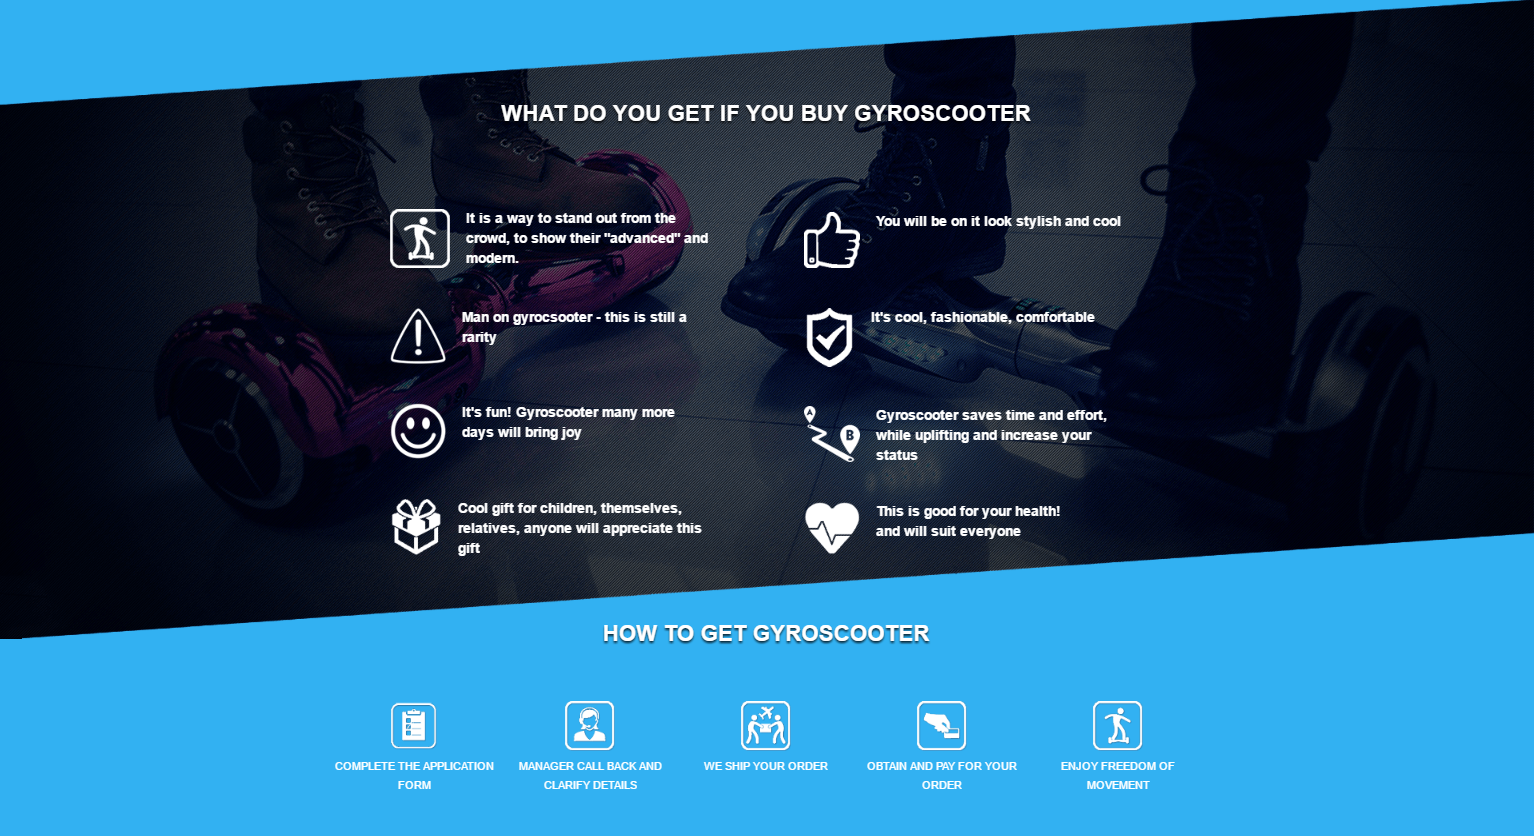 WHAT DO YOU GET IF YOU BUY GYROSCOOTER
It is a way to stand out from the
crowd, to show their "advanced" and
modern.
You will be on it look stylish and cool
Man on gyrocsooter - this is still a
rarity
It's cool, fashionable, comfortable
It's fun! Gyroscooter many more
days will bring joy
A
B
Gyroscooter saves time and effort,
while uplifting and increase your
status
Cool gift for children, themselves,
relatives, anyone will appreciate this
gift
This is good for your health!
and will suit everyone
HOW TO GET GYROSCOOTER
COMPLETE THE APPLICATION
FORM
MANAGER CALL BACK AND
CLARIFY DETAILS
WE SHIP YOUR ORDER
OBTAIN AND PAY FOR YOUR
ORDER
ENJOY FREEDOM OF
MOVEMENT